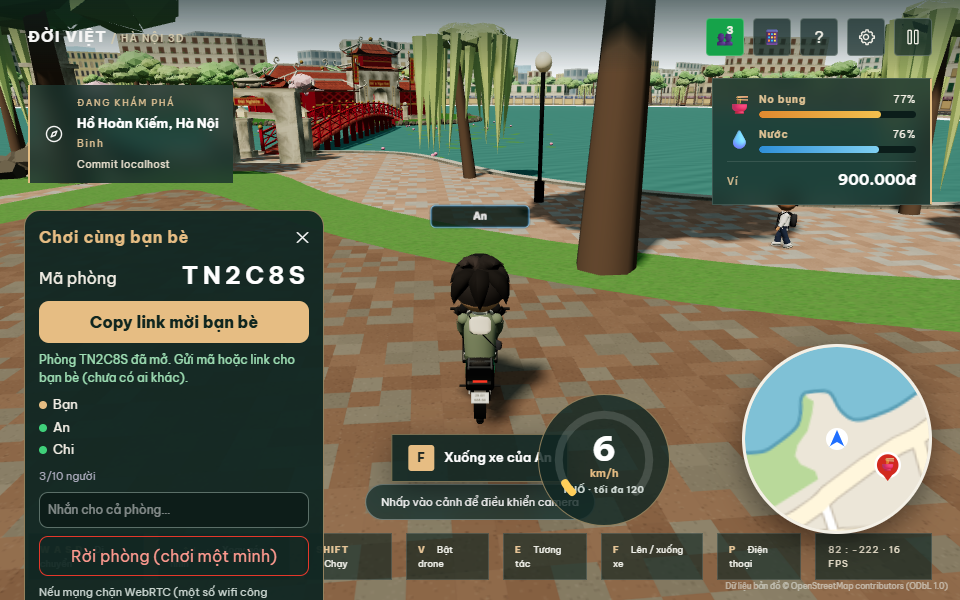 ĐỜI VIỆT / HÀ NỘI 3D
3
?
ĐANG KHÁM PHÁ
Hồ Hoàn Kiếm, Hà Nội
Bình
Commit localhost
No bụng 77%
Nước 76%
Ví 900.000đ
An
Chơi cùng bạn bè
Mã phòng TN2C8S
Copy link mời bạn bè
Phòng TN2C8S đã mở. Gửi mã hoặc link cho
bạn bè (chưa có ai khác).
Bạn
An
Chi
3/10 người
Nhắn cho cả phòng...
Rời phòng (chơi một mình)
Nếu mạng chặn WebRTC (một số wifi công
F Xuống xe của An
6
km/h
SỐ · tối đa 120
Nhấp vào cảnh để điều khiển camera
HIFT Chạy
V Bật drone
E Tương tác
F Lên / xuống xe
P Điện thoại
82 : -222 · 16 FPS
Dữ liệu bản đồ © OpenStreetMap contributors (ODbL 1.0)